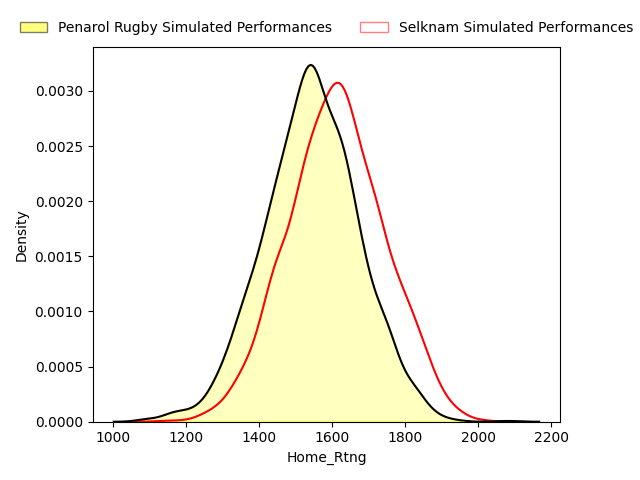 Penarol Rugby Simulated Performances Selknam Simulated Performances
0.0030
0.0025
0.0020
0.0015
0.0010
0.0005
0.0000
Density
1000 1200 1400 1600 1800 2000 2200
Home_Rtng